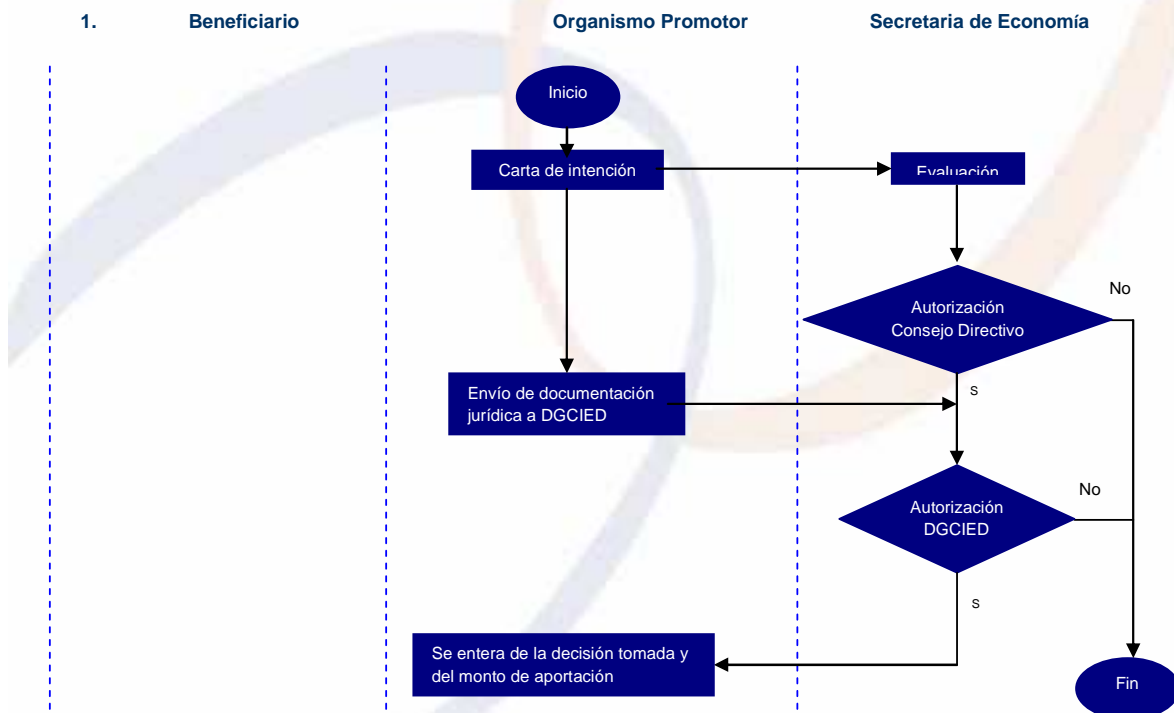 1. Beneficiario Organismo Promotor Secretaria de Economía
Inicio
Carta de intención
Evaluación
No
Autorización
Consejo Directivo
S
Envío de documentación
jurídica a DGCIED
No
Autorización
DGCIED
S
Se entera de la decisión tomada y
del monto de aportación
Fin